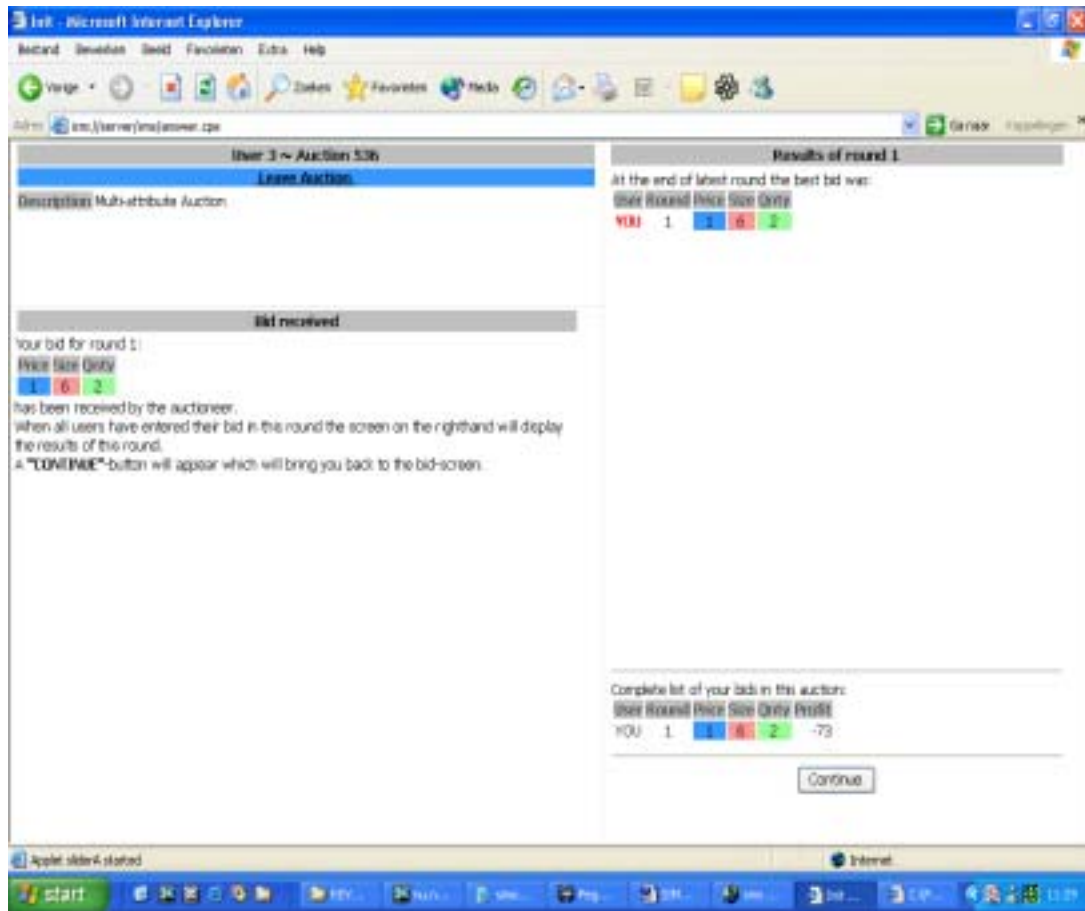 Init - Microsoft Internet Explorer
Bestand Bewerken Beeld Favorieten Extra Help
Vorige Zoeken Favorieten Media
Adres Ga naar Koppelingen
User 3 ~ Auction 536
Leave Auction
Description Multi-attribute Auction
Bid received
Your bid for round 1:
Price Size Qnty
1 6 2
has been received by the auctioneer.
When all users have entered their bid in this round the screen on the righthand will display
the results of this round.
A "CONTINUE"-button will appear which will bring you back to the bid-screen.
Results of round 1
At the end of latest round the best bid was:
User Round Price Size Qnty
YOU 1 1 6 2
Complete list of your bids in this auction:
User Round Price Size Qnty Profit
YOU 1 1 6 2 -73
Continue
Applet sliderA started
Internet
start